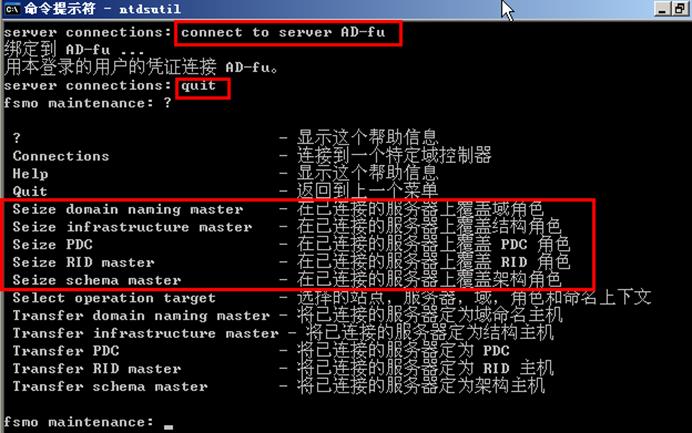 命令提示符 - ntdsutil
server connections: connect to server AD-fu
绑定到 AD-fu ...
用本登录的用户的凭证连接 AD-fu。
server connections: quit
fsmo maintenance: ?
? - 显示这个帮助信息
Connections - 连接到一个特定域控制器
Help - 显示这个帮助信息
Quit - 返回到上一个菜单
Seize domain naming master - 在已连接的服务器上覆盖域角色
Seize infrastructure master - 在已连接的服务器上覆盖结构角色
Seize PDC - 在已连接的服务器上覆盖 PDC 角色
Seize RID master - 在已连接的服务器上覆盖 RID 角色
Seize schema master - 在已连接的服务器上覆盖架构角色
Select operation target - 选择的站点，服务器，域，角色和命名上下文
Transfer domain naming master - 将已连接的服务器定为域命名主机
Transfer infrastructure master - 将已连接的服务器定为结构主机
Transfer PDC - 将已连接的服务器定为 PDC
Transfer RID master - 将已连接的服务器定为 RID 主机
Transfer schema master - 将已连接的服务器定为架构主机
fsmo maintenance: _